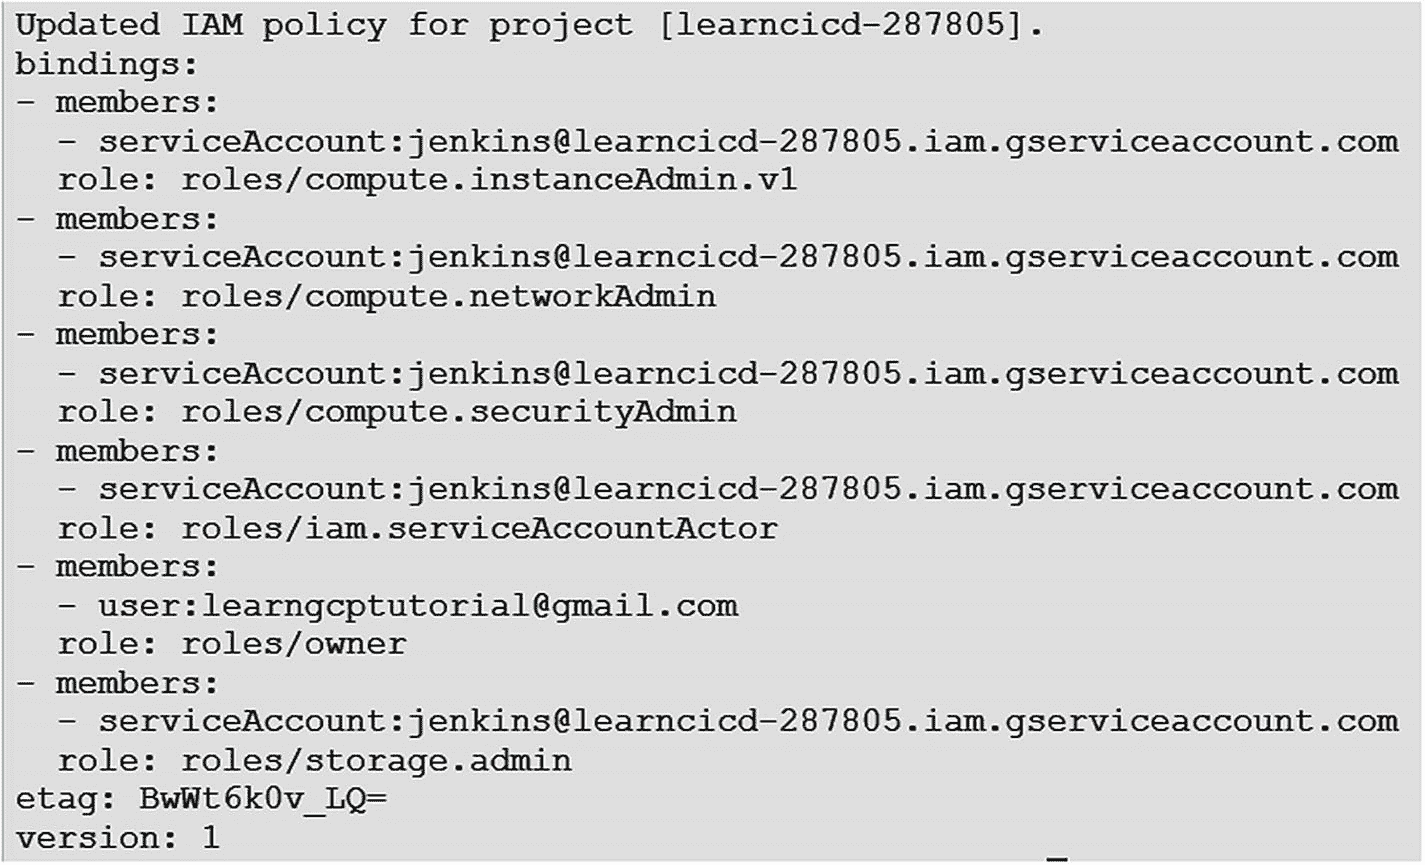 Updated IAM policy for project [learncicd-287805].
bindings:
- members:
  - serviceAccount:jenkins@learncicd-287805.iam.gserviceaccount.com
  role: roles/compute.instanceAdmin.v1
- members:
  - serviceAccount:jenkins@learncicd-287805.iam.gserviceaccount.com
  role: roles/compute.networkAdmin
- members:
  - serviceAccount:jenkins@learncicd-287805.iam.gserviceaccount.com
  role: roles/compute.securityAdmin
- members:
  - serviceAccount:jenkins@learncicd-287805.iam.gserviceaccount.com
  role: roles/iam.serviceAccountActor
- members:
  - user:learngcptutorial@gmail.com
  role: roles/owner
- members:
  - serviceAccount:jenkins@learncicd-287805.iam.gserviceaccount.com
  role: roles/storage.admin
etag: BwWt6k0v_LQ=
version: 1